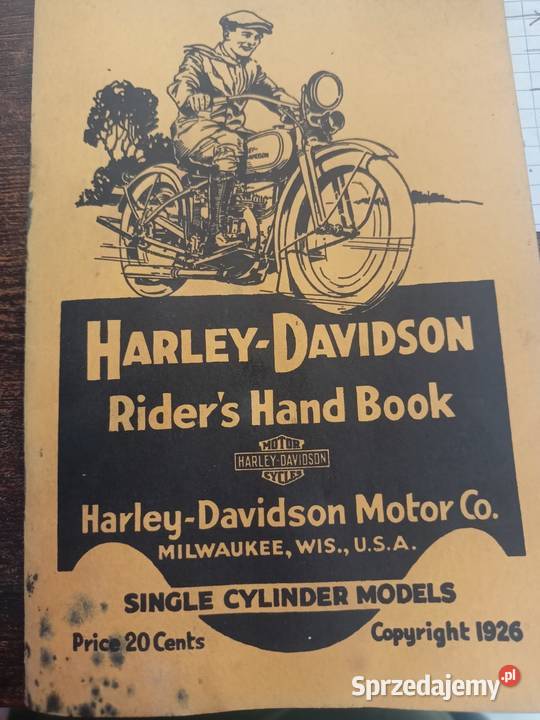 HARLEY-DAVIDSON
Rider's Hand Book
MOTOR
HARLEY-DAVIDSON
CYCLES
Harley-Davidson Motor Co.
MILWAUKEE, WIS., U.S.A.
SINGLE CYLINDER MODELS
Price 20 Cents
Copyright 1926
Sprzedajemy.pl